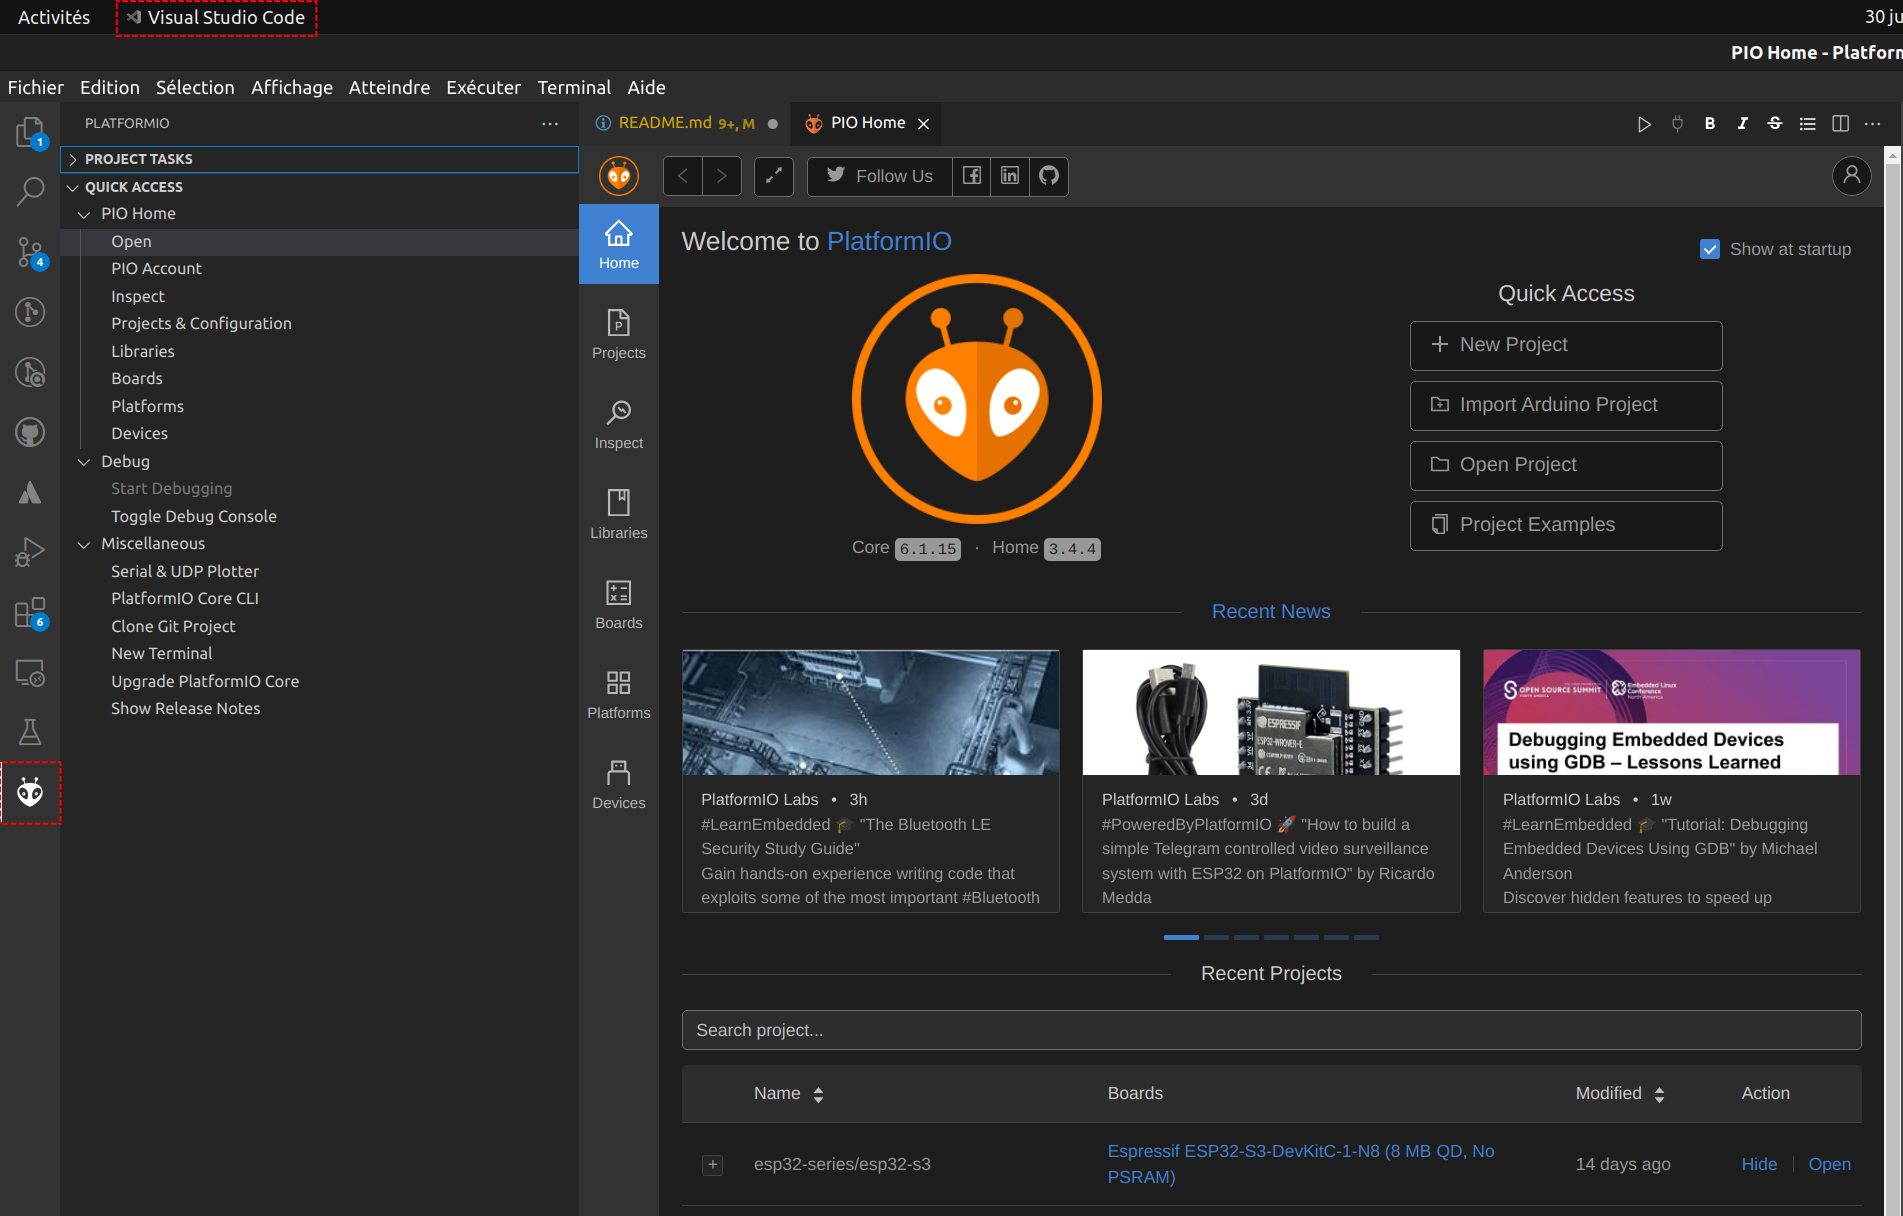 Activités
Visual Studio Code
30 ju
PIO Home - Platforn
Fichier Edition Sélection Affichage Atteindre Exécuter Terminal Aide
PLATFORMIO
README.md 9+, M
PIO Home
PROJECT TASKS
QUICK ACCESS
PIO Home
Open
PIO Account
Inspect
Projects & Configuration
Libraries
Boards
Platforms
Devices
Debug
Start Debugging
Toggle Debug Console
Miscellaneous
Serial & UDP Plotter
PlatformIO Core CLI
Clone Git Project
New Terminal
Upgrade PlatformIO Core
Show Release Notes
1
4
6
Follow Us
Home
Projects
Inspect
Libraries
Boards
Platforms
Devices
Welcome to PlatformIO
Show at startup
Quick Access
New Project
Import Arduino Project
Open Project
Project Examples
Core 6.1.15 · Home 3.4.4
Recent News
PlatformIO Labs • 3h
#LearnEmbedded 🎓 "The Bluetooth LE
Security Study Guide"
Gain hands-on experience writing code that
exploits some of the most important #Bluetooth
ESPRESSIF
ESP32-WROVER-E
PlatformIO Labs • 3d
#PoweredByPlatformIO 🚀 "How to build a
simple Telegram controlled video surveillance
system with ESP32 on PlatformIO" by Ricardo
Medda
OPEN SOURCE SUMMIT
Embedded Linux
Conference
North America
Debugging Embedded Devices
using GDB – Lessons Learned
PlatformIO Labs • 1w
#LearnEmbedded 🎓 "Tutorial: Debugging
Embedded Devices Using GDB" by Michael
Anderson
Discover hidden features to speed up
Recent Projects
Search project...
Name Boards Modified Action
esp32-series/esp32-s3
Espressif ESP32-S3-DevKitC-1-N8 (8 MB QD, No
PSRAM)
14 days ago
Hide Open